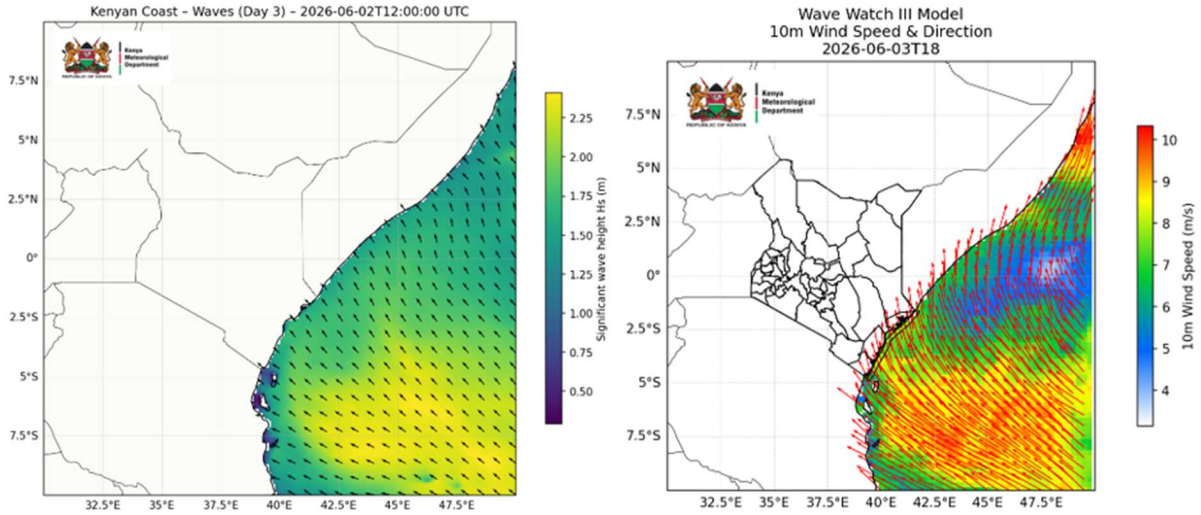 Kenyan Coast – Waves (Day 3) – 2026-06-02T12:00:00 UTC
Kenya
Meteorological
Department
REPUBLIC OF KENYA
7.5°N
5°N
2.5°N
0°
2.5°S
5°S
7.5°S
32.5°E
35°E
37.5°E
40°E
42.5°E
45°E
47.5°E
2.25
2.00
1.75
1.50
1.25
1.00
0.75
0.50
Significant wave height Hs (m)
Wave Watch III Model
10m Wind Speed & Direction
2026-06-03T18
Kenya
Meteorological
Department
REPUBLIC OF KENYA
7.5°N
5°N
2.5°N
0°
2.5°S
5°S
7.5°S
32.5°E
35°E
37.5°E
40°E
42.5°E
45°E
47.5°E
10
9
8
7
6
5
4
10m Wind Speed (m/s)